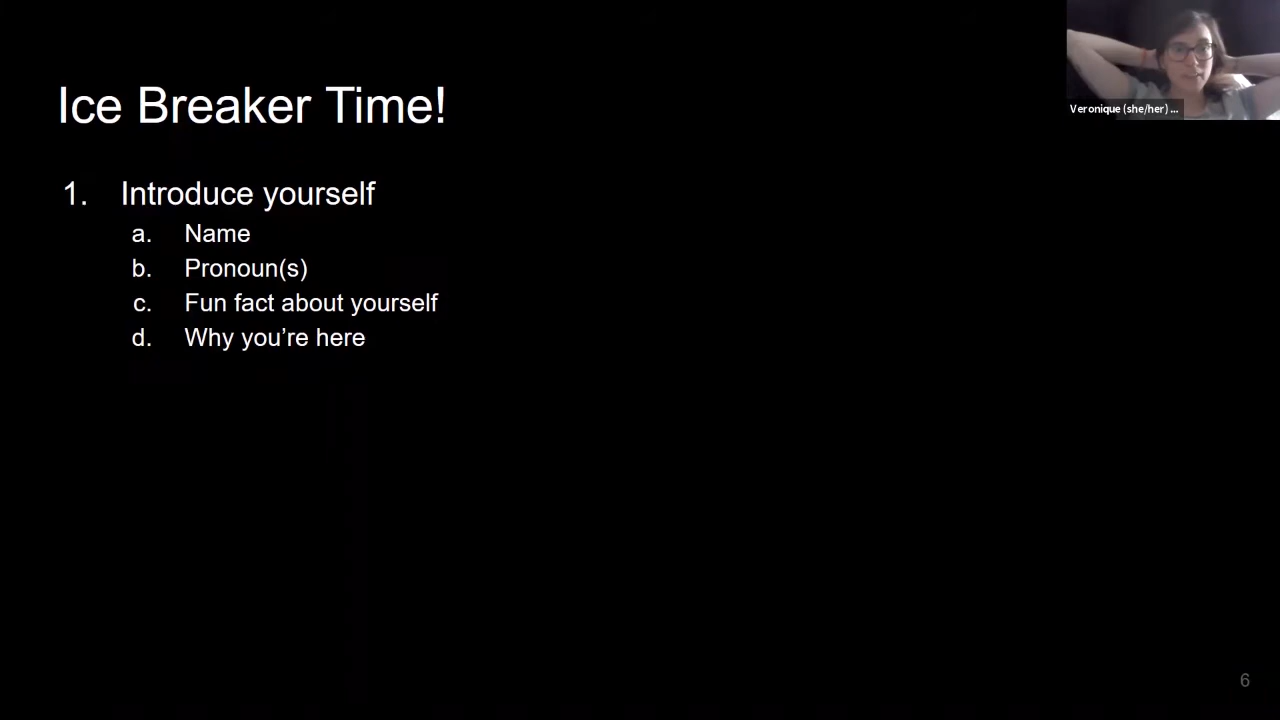 Ice Breaker Time!
1. Introduce yourself
a. Name
b. Pronoun(s)
c. Fun fact about yourself
d. Why you’re here
Veronique (she/her) ...
6